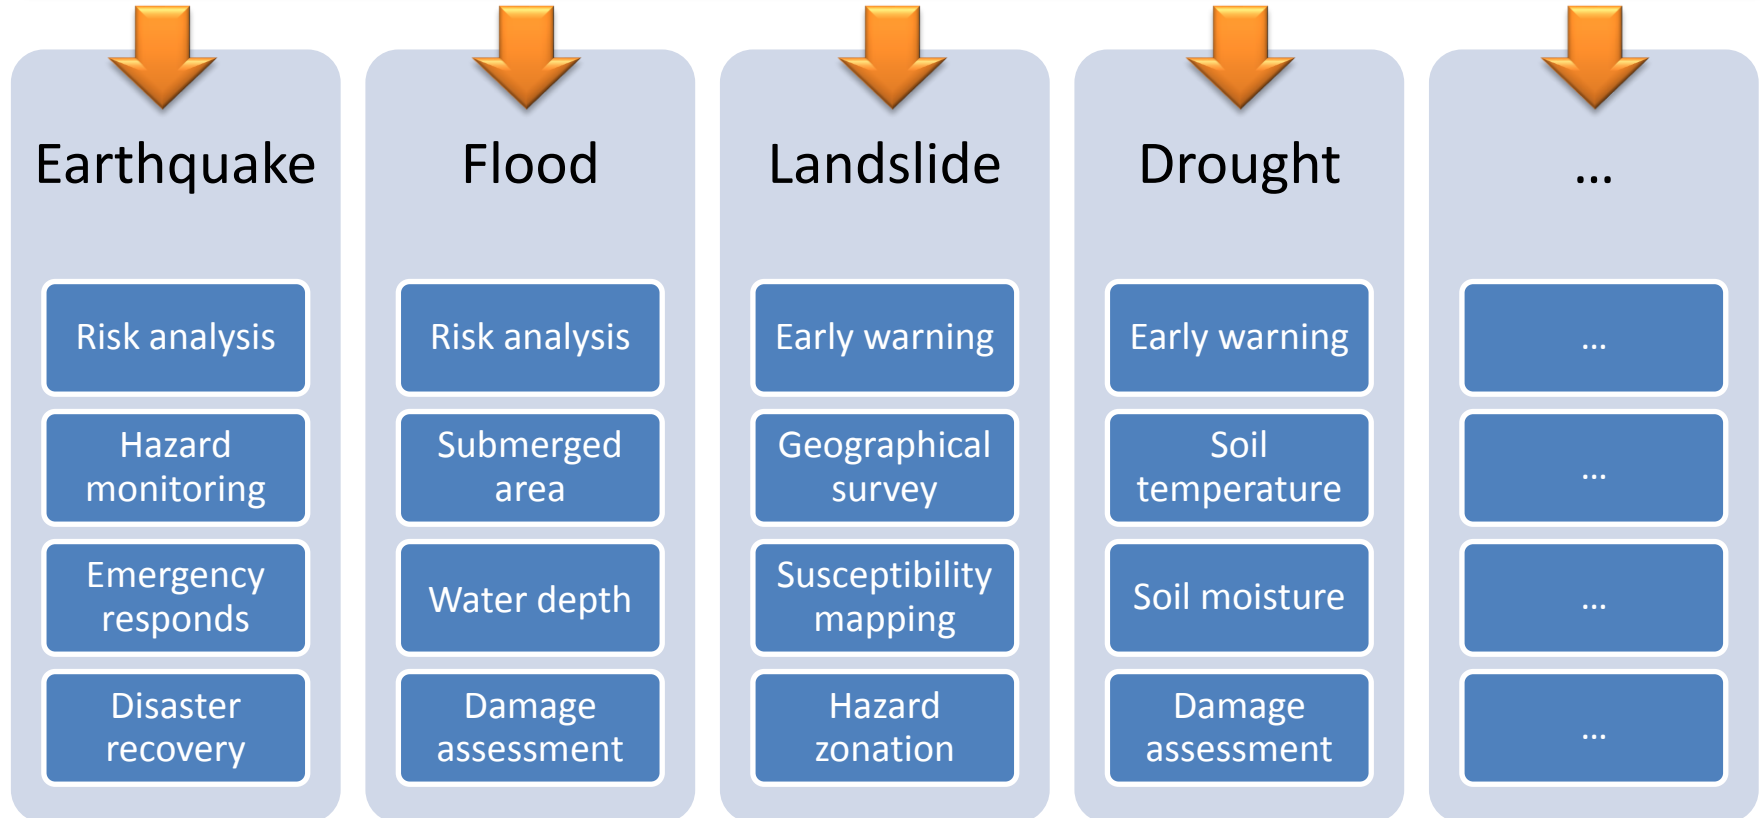 Earthquake
Risk analysis
Hazard
monitoring
Emergency
responds
Disaster
recovery
Flood
Risk analysis
Submerged
area
Water depth
Damage
assessment
Landslide
Early warning
Geographical
survey
Susceptibility
mapping
Hazard
zonation
Drought
Early warning
Soil
temperature
Soil moisture
Damage
assessment
...
...
...
...
...